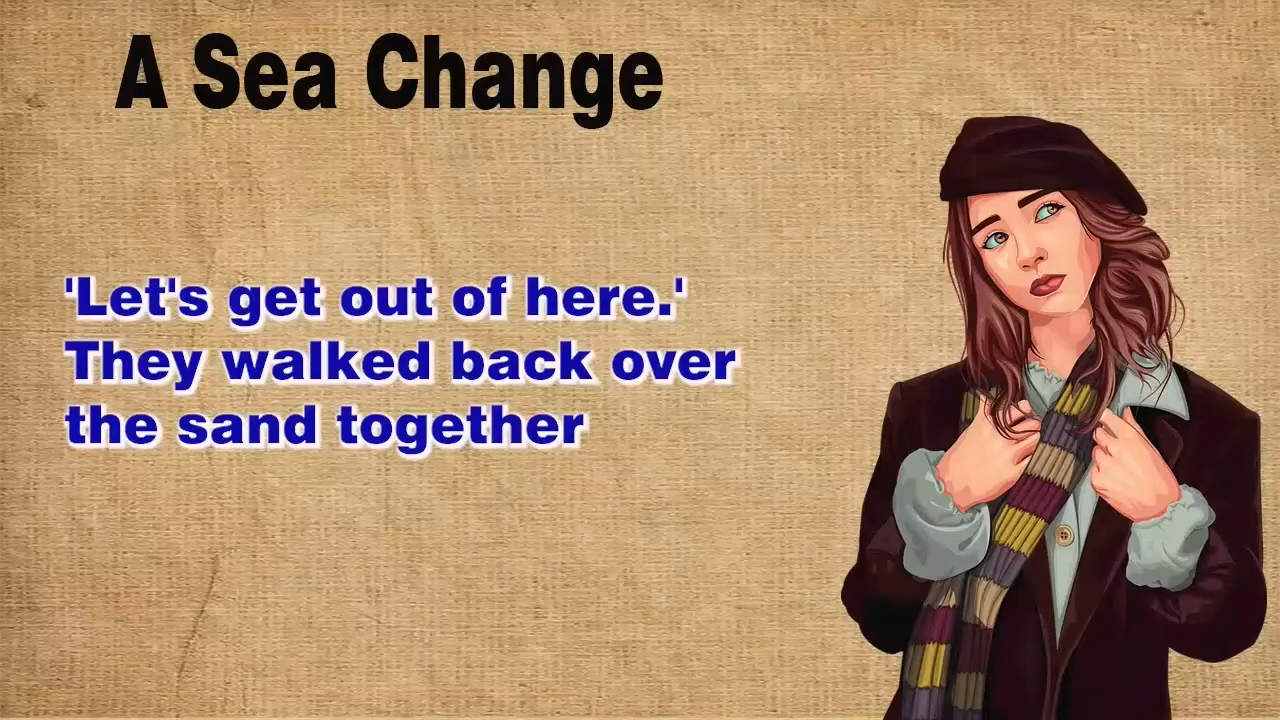 A Sea Change
'Let's get out of here.'
They walked back over
the sand together